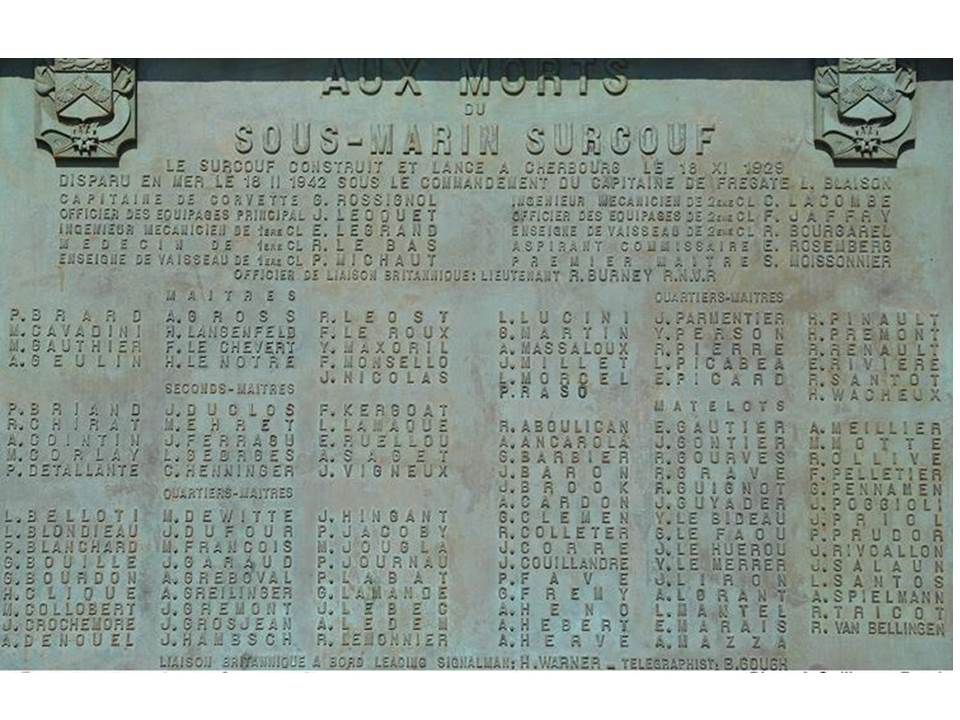 AUX MORTS
DU
SOUS-MARIN SURCOUF
LE SURCOUF CONSTRUIT ET LANCE A CHERBOURG LE 18 XI 1929
DISPARU EN MER LE 18 II 1942 SOUS LE COMMANDEMENT DU CAPITAINE DE FREGATE L. BLAISON
CAPITAINE DE CORVETTE G. ROSSIGNOL
OFFICIER DES EQUIPAGES PRINCIPAL J. LEOQUET
INGENIEUR MECANICIEN DE 1ERE CL E. LEGRAND
MEDECIN DE 1ERE CL R. LE BAS
ENSEIGNE DE VAISSEAU DE 1ERE CL P. MICHAUT
INGENIEUR MECANICIEN DE 2EME CL C. LACOMBE
OFFICIER DES EQUIPAGES DE 2EME CL F. JAFFRY
ENSEIGNE DE VAISSEAU DE 2EME CL R. BOURGAREL
ASPIRANT COMMISSAIRE E. ROSEMBERG
PREMIER MAITRE S. MOISSONNIER
OFFICIER DE LIAISON BRITANNIQUE: LIEUTENANT R. BURNEY R.N.V.R
MAITRES
P. BRARD
M. CAVADINI
M. GAUTHIER
A. GEULIN
A. GROSS
H. LANGENFELD
F. LE CHEVERT
H. LE NOTRE
R. LEOST
F. LE ROUX
Y. MAXORIL
F. MONSELLO
J. NICOLAS
SECONDS-MAITRES
P. BRIAND
R. CHIRAT
A. COINTIN
M. CORLAY
P. DETALLANTE
J. DUCLOS
M. EHRET
J. FERRAGU
L. GEORGES
C. HENNINGER
F. KERGOAT
L. LAMAQUE
E. RUELLOU
A. SAGET
J. VIGNEUX
QUARTIERS-MAITRES
L. BELLOTI
L. BLONDIEAU
P. BLANCHARD
G. BOUILLE
G. BOURDON
H. CLIQUE
M. COLLOBERT
J. CROCHEMORE
A. DENOUEL
M. DEWITTE
J. DUFOUR
M. FRANCOIS
J. GARAUD
A. GREBOVAL
A. GREILINGER
J. GREMONT
J. GROSJEAN
J. HAMBSCH
J. HINGANT
P. JACOBY
M. JOUGLA
P. JOURNAU
P. LABAT
G. LAMANDE
J. LEBEC
A. LEDEM
R. LEMONNIER
QUARTIERS-MAITRES
L. LUCINI
G. MARTIN
A. MASSALOUX
J. MILLET
L. MORCEL
P. RASO
J. PARMENTIER
Y. PERSON
R. PIERRE
L. PICABEA
E. PICARD
H. PINAULT
R. PREMONT
R. RENAULT
E. RIVIERE
R. SANTOT
R. WACHEUX
MATELOTS
R. ABOULICAN
A. ANCAROLA
G. BARBIER
J. BARON
J. BROOK
A. CARDON
G. CLEMEN
R. COLLETER
J. CORRE
J. COUILLANDRE
P. FAVE
G. FREMY
A. HENO
A. HEBERT
A. HERVE
E. GAUTIER
J. GONTIER
R. GOURVES
R. GRAVE
R. GUIGNOT
J. GUYADER
Y. LE BIDEAU
G. LE FAOU
J. LE HUEROU
Y. LE MERRER
J. LIRON
A. LORANT
L. MANTEL
E. MARAIS
A. MAZZA
A. MEILLIER
M. MOTTE
R. OLLIVE
F. PELLETIER
G. PENNAMEN
J. POGGIOLI
J. PRIOL
P. PRUDOR
J. RIVOALLON
J. SALAUN
L. SANTOS
A. SPIELMANN
R. TRICOT
R. VAN BELLINGEN
LIAISON BRITANNIQUE A BORD LEADING SIGNALMAN: H. WARNER - TELEGRAPHIST: B. GOUGH